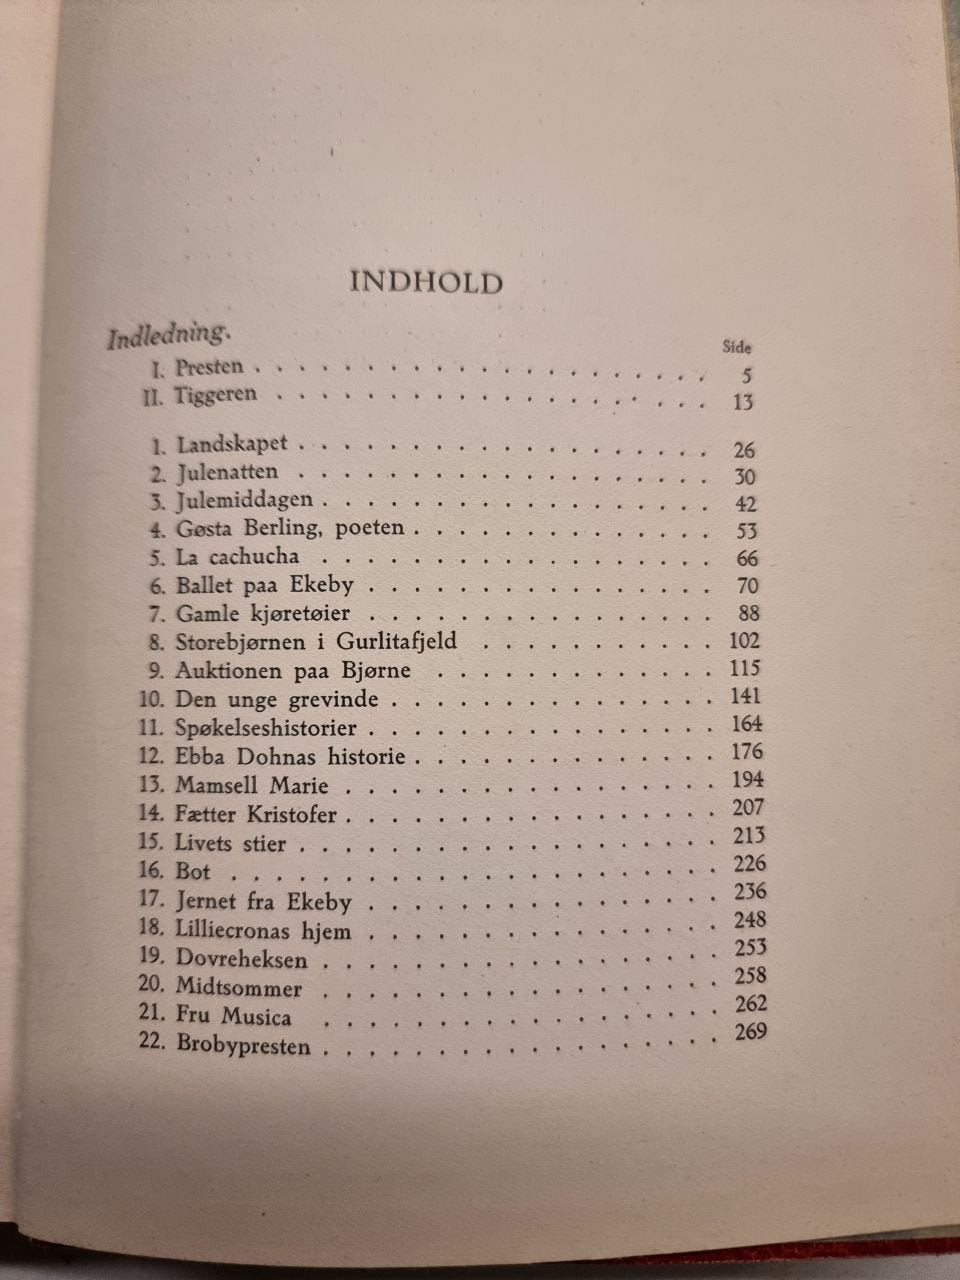 INDHOLD
Indledning.
Side
I. Presten . . . . . . . . . . . . . . . . . . . . 5
II. Tiggeren . . . . . . . . . . . . . . . . . . . 13
1. Landskapet . . . . . . . . . . . . . . . . . . 26
2. Julenatten . . . . . . . . . . . . . . . . . . 30
3. Julemiddagen . . . . . . . . . . . . . . . . . 42
4. Gøsta Berling, poeten . . . . . . . . . . . . . 53
5. La cachucha . . . . . . . . . . . . . . . . . 66
6. Ballet paa Ekeby . . . . . . . . . . . . . . . 70
7. Gamle kjøretøier . . . . . . . . . . . . . . . 88
8. Storebjørnen i Gurlitafjeld . . . . . . . . . . . 102
9. Auktionen paa Bjørne . . . . . . . . . . . . . 115
10. Den unge grevinde . . . . . . . . . . . . . . 141
11. Spøkelseshistorier . . . . . . . . . . . . . . . 164
12. Ebba Dohnas historie . . . . . . . . . . . . . 176
13. Mamsell Marie . . . . . . . . . . . . . . . . 194
14. Fætter Kristofer . . . . . . . . . . . . . . . . 207
15. Livets stier . . . . . . . . . . . . . . . . . . 213
16. Bot . . . . . . . . . . . . . . . . . . . . . 226
17. Jernet fra Ekeby . . . . . . . . . . . . . . . 236
18. Lilliecronas hjem . . . . . . . . . . . . . . . 248
19. Dovreheksen . . . . . . . . . . . . . . . . . 253
20. Midtsommer . . . . . . . . . . . . . . . . . 258
21. Fru Musica . . . . . . . . . . . . . . . . . 262
22. Brobypresten . . . . . . . . . . . . . . . . . 269